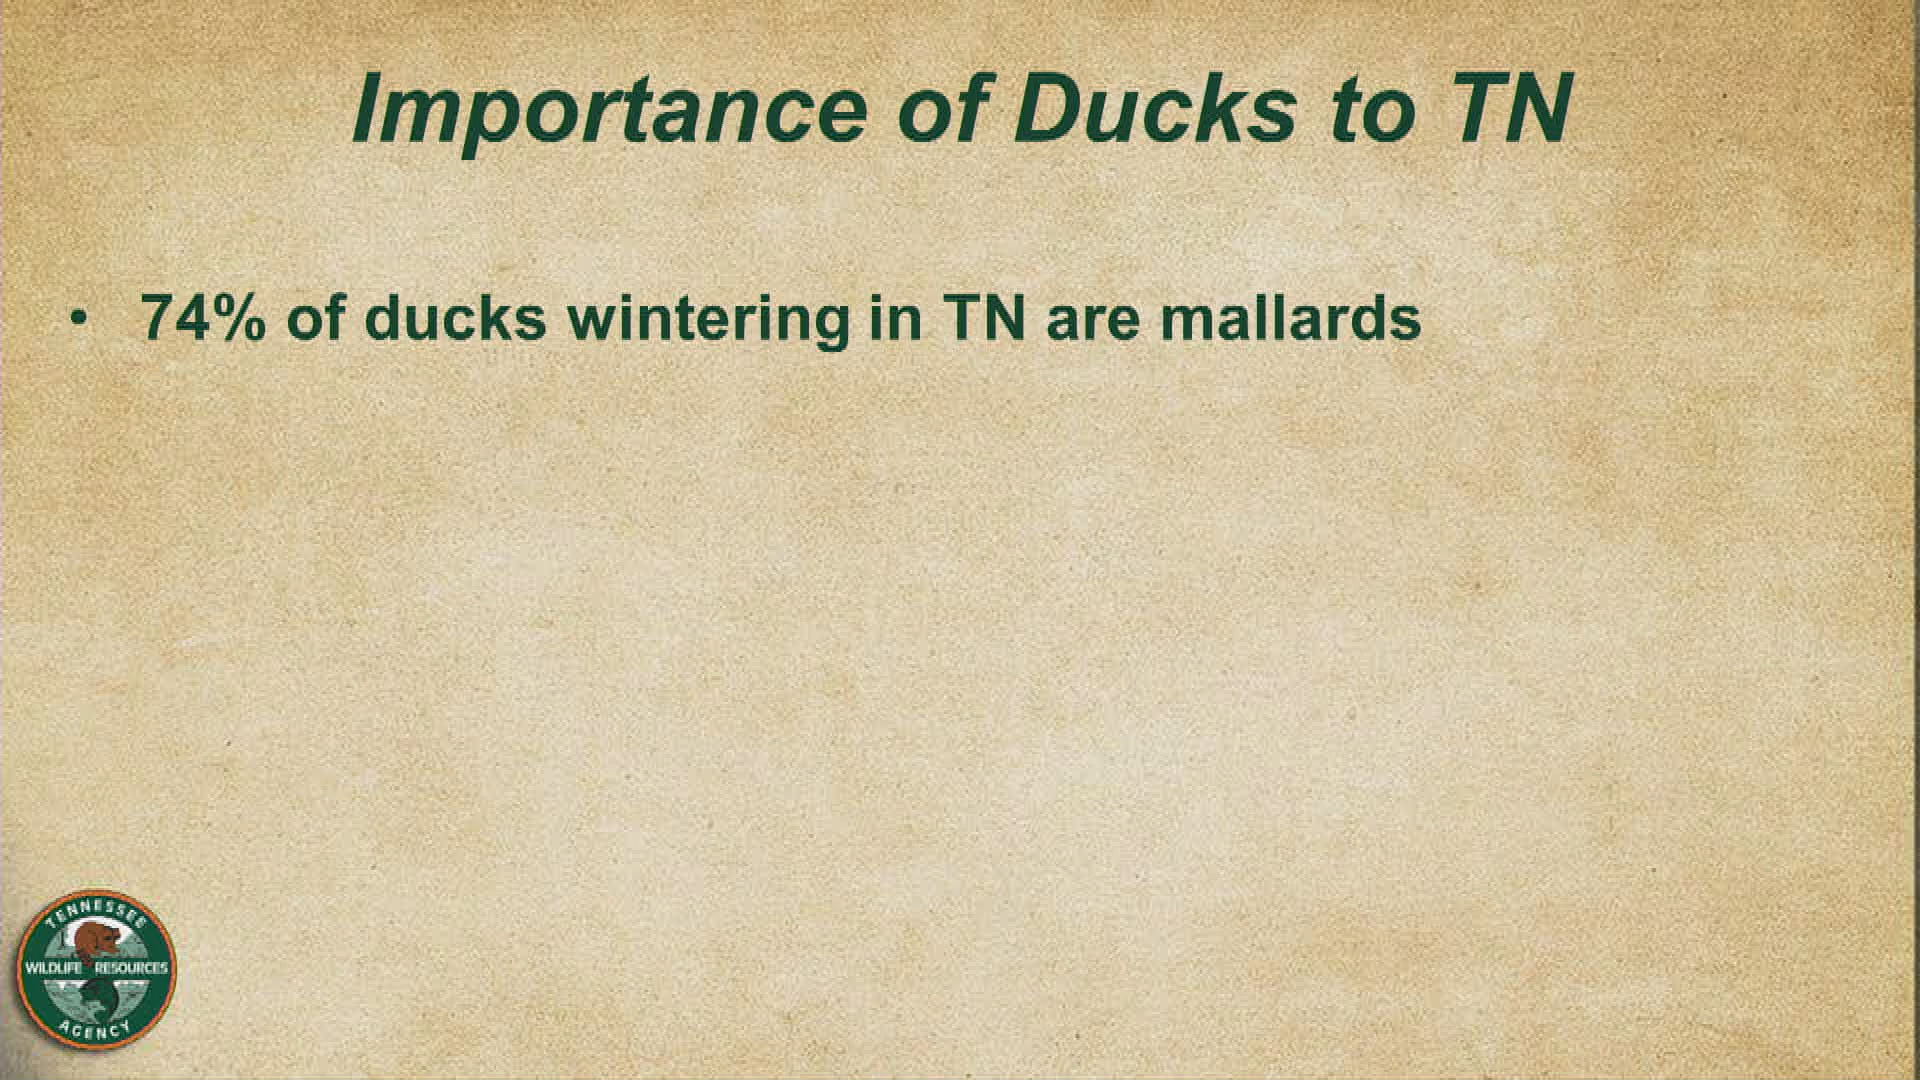 Importance of Ducks to TN
• 74% of ducks wintering in TN are mallards
TENNESSEE
WILDLIFE RESOURCES
AGENCY